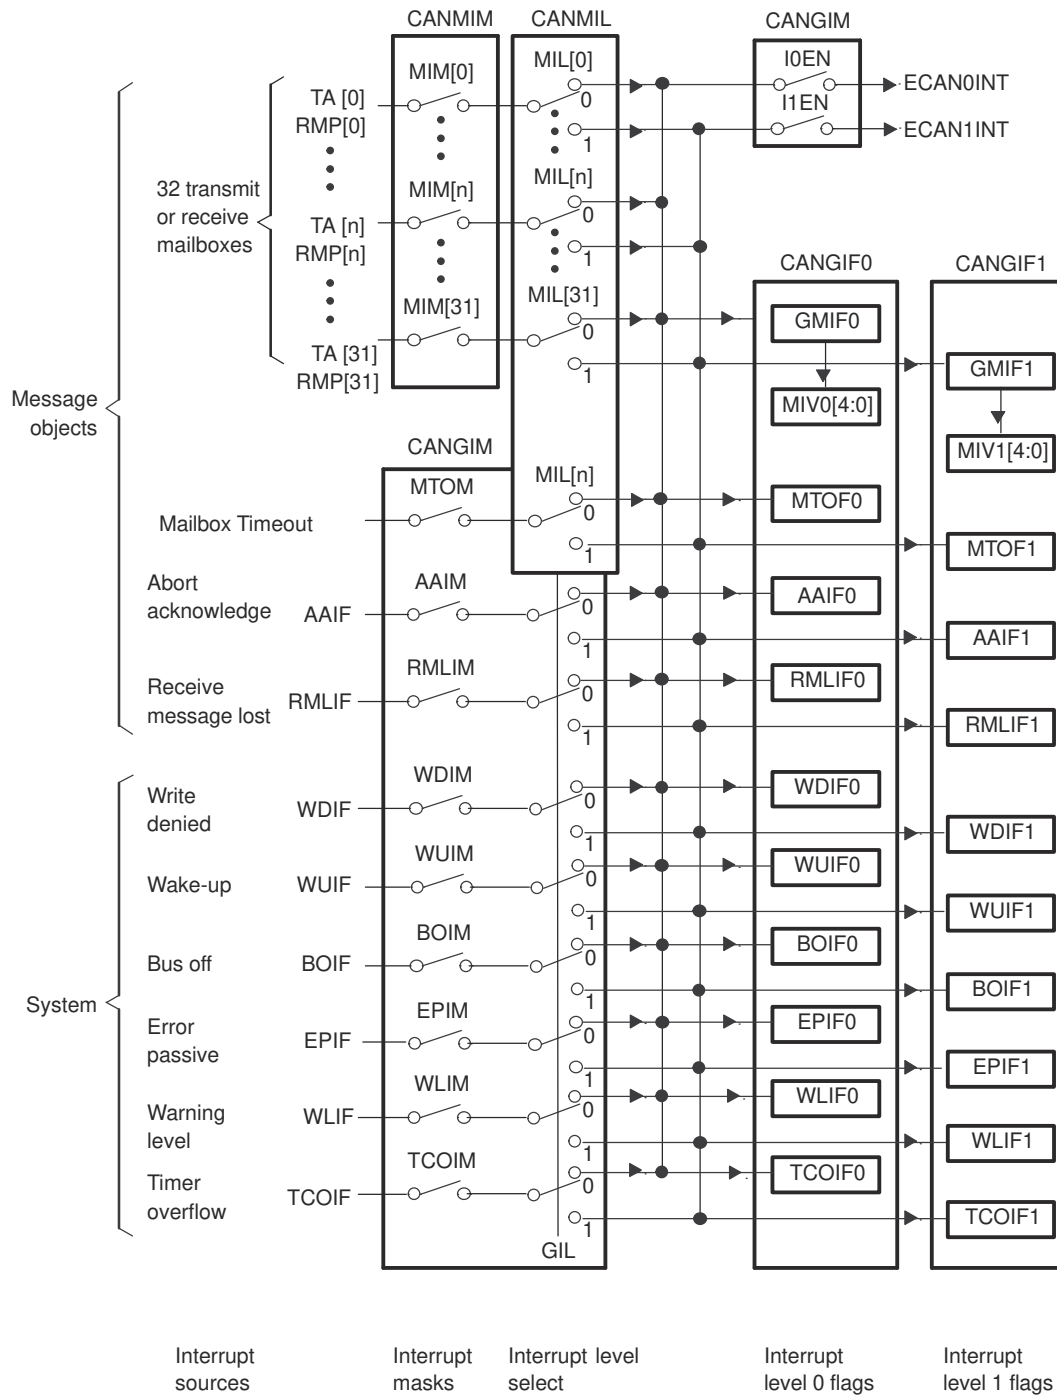 CANMIM
CANMIL
CANGIM
MIM[0]
MIL[0]
I0EN
TA [0]
0
ECAN0INT
RMP[0]
I1EN
1
ECAN1INT
32 transmit
or receive
mailboxes
MIM[n]
MIL[n]
TA [n]
0
RMP[n]
1
CANGIF0
CANGIF1
MIM[31]
MIL[31]
0
GMIF0
TA [31]
RMP[31]
1
GMIF1
Message
objects
MIV0[4:0]
MIV1[4:0]
CANGIM
MTOM
MIL[n]
Mailbox Timeout
0
MTOF0
1
MTOF1
Abort
acknowledge
AAIF
AAIM
0
AAIF0
1
AAIF1
Receive
message lost
RMLIF
RMLIM
0
RMLIF0
1
RMLIF1
System
Write
denied
WDIF
WDIM
0
WDIF0
1
WDIF1
Wake-up
WUIF
WUIM
0
WUIF0
1
WUIF1
Bus off
BOIF
BOIM
0
BOIF0
1
BOIF1
Error
passive
EPIF
EPIM
0
EPIF0
1
EPIF1
Warning
level
WLIF
WLIM
0
WLIF0
1
WLIF1
Timer
overflow
TCOIF
TCOIM
0
TCOIF0
1
TCOIF1
GIL
Interrupt
sources
Interrupt
masks
Interrupt level
select
Interrupt
level 0 flags
Interrupt
level 1 flags